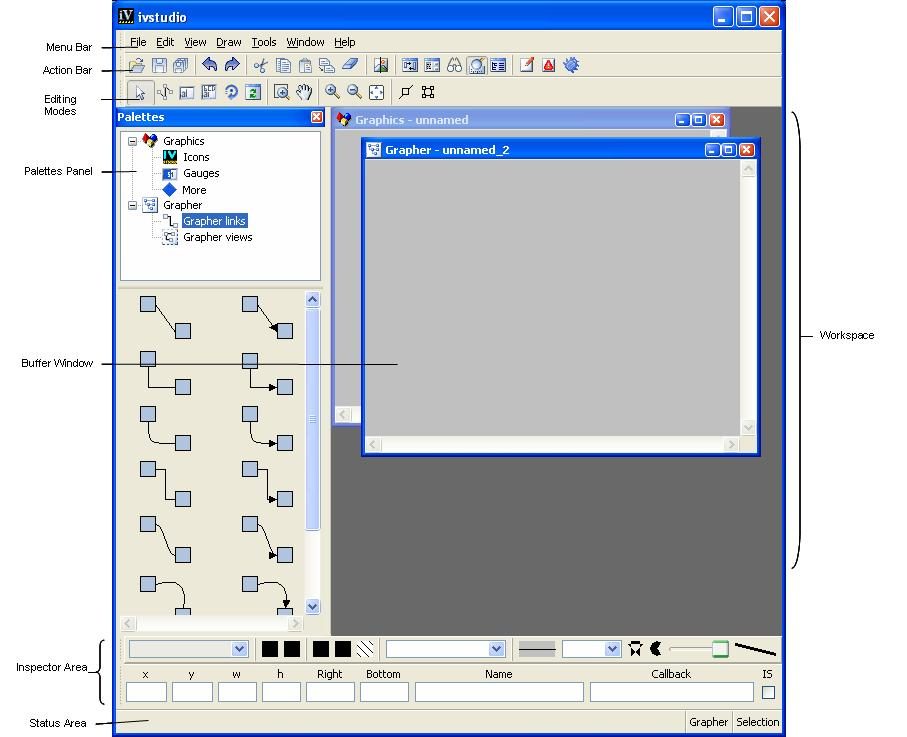 ivstudio
Menu Bar
File Edit View Draw Tools Window Help
Action Bar
Editing
Modes
Palettes
Graphics - unnamed
Grapher - unnamed_2
Palettes Panel
Graphics
Icons
Gauges
More
Grapher
Grapher links
Grapher views
Buffer Window
Workspace
Inspector Area
x y w h Right Bottom Name Callback IS
Status Area
Grapher Selection